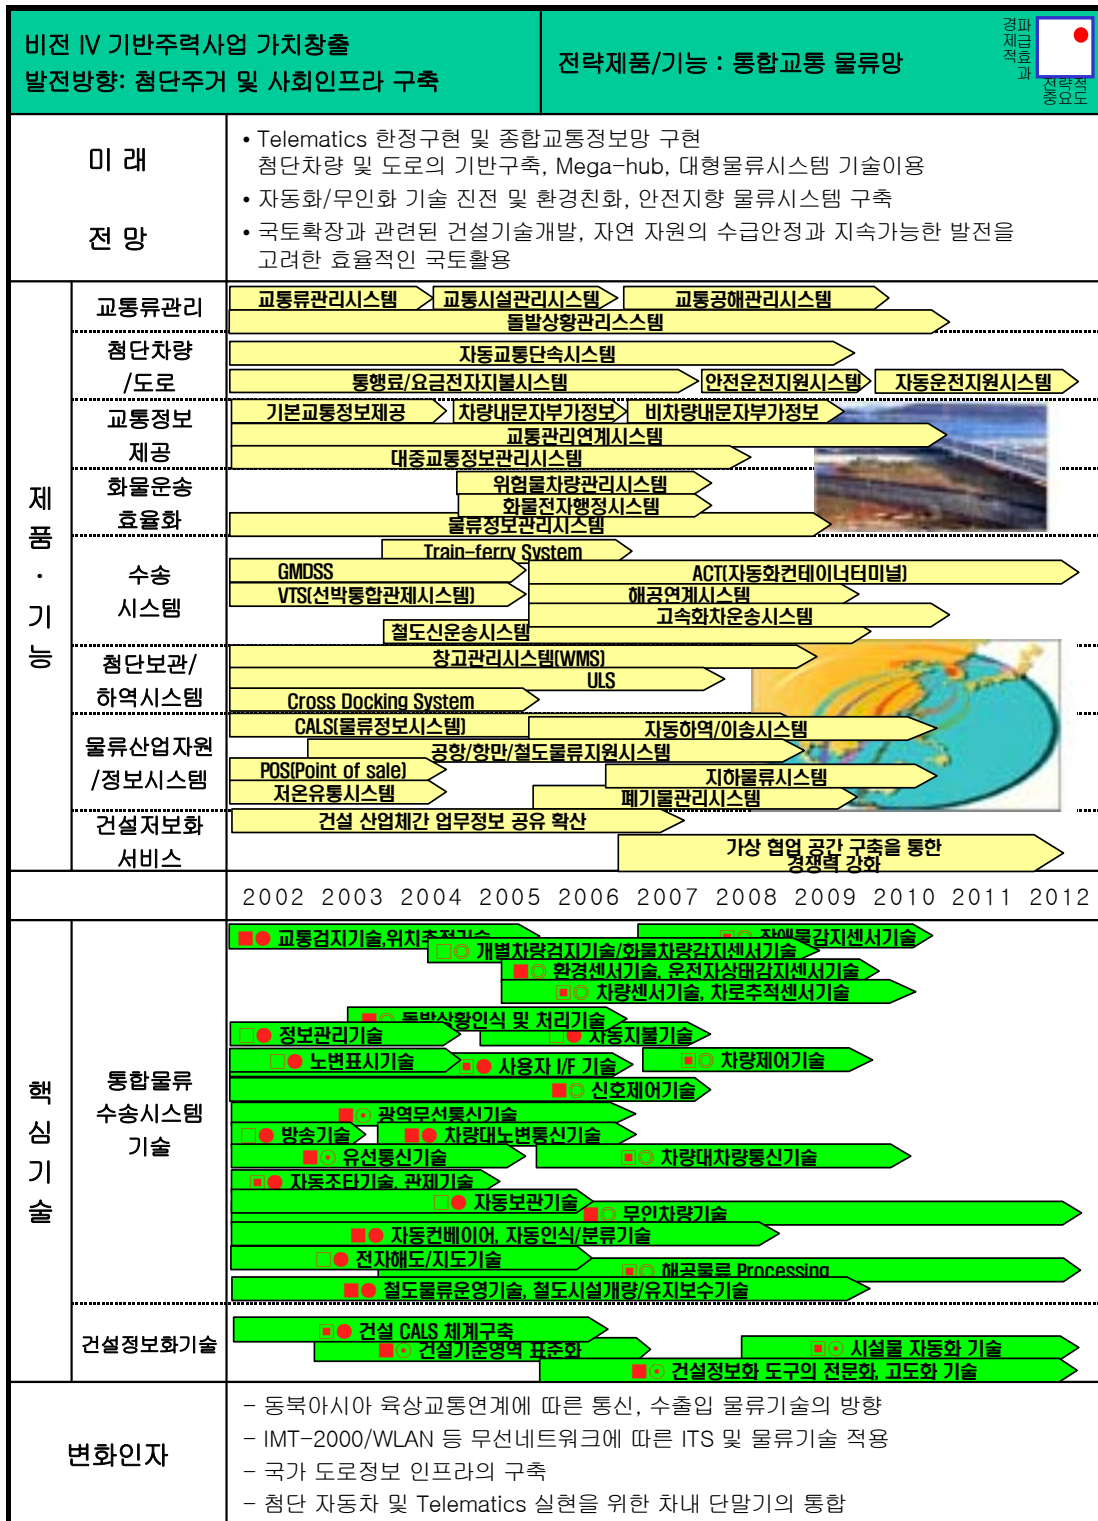 비전 IV 기반주력사업 가치창출
발전방향: 첨단주거 및 사회인프라 구축
전략제품/기능 : 통합교통 물류망
경제적
파급효과
전략적
중요도
미 래
전 망
• Telematics 한정구현 및 종합교통정보망 구현
첨단차량 및 도로의 기반구축, Mega-hub, 대형물류시스템 기술이용
• 자동화/무인화 기술 진전 및 환경친화, 안전지향 물류시스템 구축
• 국토확장과 관련된 건설기술개발, 자연 자원의 수급안정과 지속가능한 발전을
고려한 효율적인 국토활용
제품·기능
교통류관리
교통류관리시스템 교통시설관리시스템 교통공해관리시스템
돌발상황관리스스템
첨단차량
/도로
자동교통단속시스템
통행료/요금전자지불시스템 안전운전지원시스템 자동운전지원시스템
교통정보
제공
기본교통정보제공 차량내문자부가정보 비차량내문자부가정보
교통관리연계시스템
대중교통정보관리시스템
화물운송
효율화
위험물차량관리시스템
화물전자행정시스템
물류정보관리시스템
수송
시스템
Train-ferry System
GMDSS ACT(자동화컨테이너터미널)
VTS(선박통합관제시스템) 해공연계시스템
고속화차운송시스템
철도신운송시스템
첨단보관/
하역시스템
창고관리시스템(WMS)
ULS
Cross Docking System
물류산업자원
/정보시스템
CALS(물류정보시스템) 자동하역/이송시스템
공항/항만/철도물류지원시스템
POS(Point of sale) 지하물류시스템
저온유통시스템 폐기물관리시스템
건설저보화
서비스
건설 산업체간 업무정보 공유 확산
가상 협업 공간 구축을 통한
경쟁력 강화
2002 2003 2004 2005 2006 2007 2008 2009 2010 2011 2012
핵심기술
통합물류
수송시스템
기술
■● 교통검지기술,위치추적기술 ▣◎ 장애물감지센서기술
□◎ 개별차량검지기술/화물차량감지센서기술
■◎ 환경센서기술, 운전자상태감지센서기술
▣◎ 차량센서기술, 차로추적센서기술
■◎ 돌발상황인식 및 처리기술
□● 정보관리기술 □● 자동지불기술
□● 노변표시기술 ▣● 사용자 I/F 기술 ▣◎ 차량제어기술
■◎ 신호제어기술
■⊙ 광역무선통신기술
□● 방송기술 ■● 차량대노변통신기술
■⊙ 유선통신기술 ▣◎ 차량대차량통신기술
▣● 자동조타기술, 관제기술
□● 자동보관기술
■◎ 무인차량기술
■● 자동컨베이어, 자동인식/분류기술
□● 전자해도/지도기술
▣◎ 해공물류 Processing
■● 철도물류운영기술, 철도시설개량/유지보수기술
건설정보화기술
▣● 건설 CALS 체계구축
■⊙ 건설기준영역 표준화 ▣⊙ 시설물 자동화 기술
■⊙ 건설정보화 도구의 전문화, 고도화 기술
변화인자
- 동북아시아 육상교통연계에 따른 통신, 수출입 물류기술의 방향
- IMT-2000/WLAN 등 무선네트워크에 따른 ITS 및 물류기술 적용
- 국가 도로정보 인프라의 구축
- 첨단 자동차 및 Telematics 실현을 위한 차내 단말기의 통합